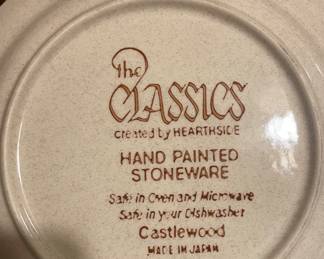 the
CLASSICS
created by HEARTHSIDE
HAND PAINTED
STONEWARE
Safe in Oven and Microwave
Safe in your Dishwasher
Castlewood
MADE IN JAPAN